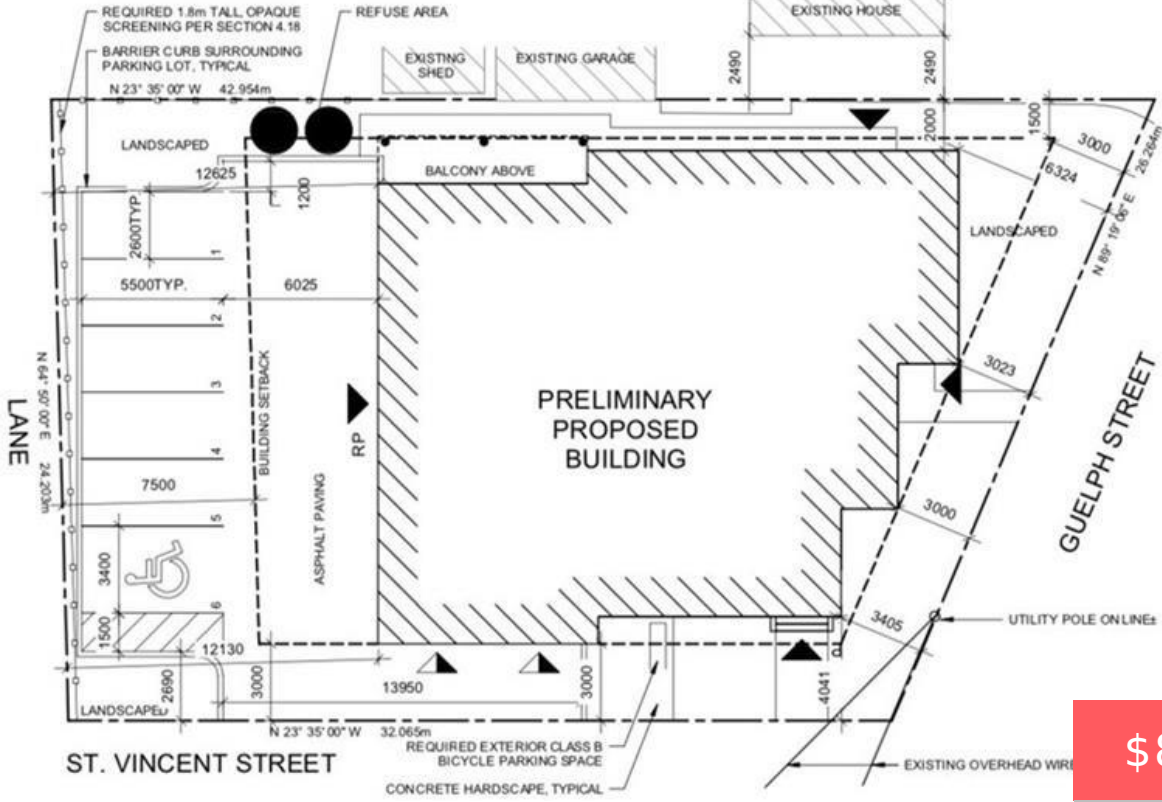 REQUIRED 1.8m TALL, OPAQUE
SCREENING PER SECTION 4.18
REFUSE AREA
EXISTING HOUSE
BARRIER CURB SURROUNDING
PARKING LOT, TYPICAL
EXISTING
SHED
EXISTING GARAGE
2490
2490
N 23° 35' 00" W 42.954m
LANDSCAPED
2000
1500
3000
26.264m
12625
1200
BALCONY ABOVE
6324
2600TYP.
LANDSCAPED
N 89° 19' 06" E
1
5500TYP.
6025
2
3
3023
N 64° 50' 00" E 24.203m
LANE
BUILDING SETBACK
RP
PRELIMINARY
PROPOSED
BUILDING
GUELPH STREET
4
7500
ASPHALT PAVING
5
3000
3400
6
1500
12130
3405
UTILITY POLE ON LINE±
2690
3000
13950
3000
4041
LANDSCAPED
N 23° 35' 00" W 32.065m
ST. VINCENT STREET
REQUIRED EXTERIOR CLASS B
BICYCLE PARKING SPACE
CONCRETE HARDSCAPE, TYPICAL
EXISTING OVERHEAD WIRE
$8